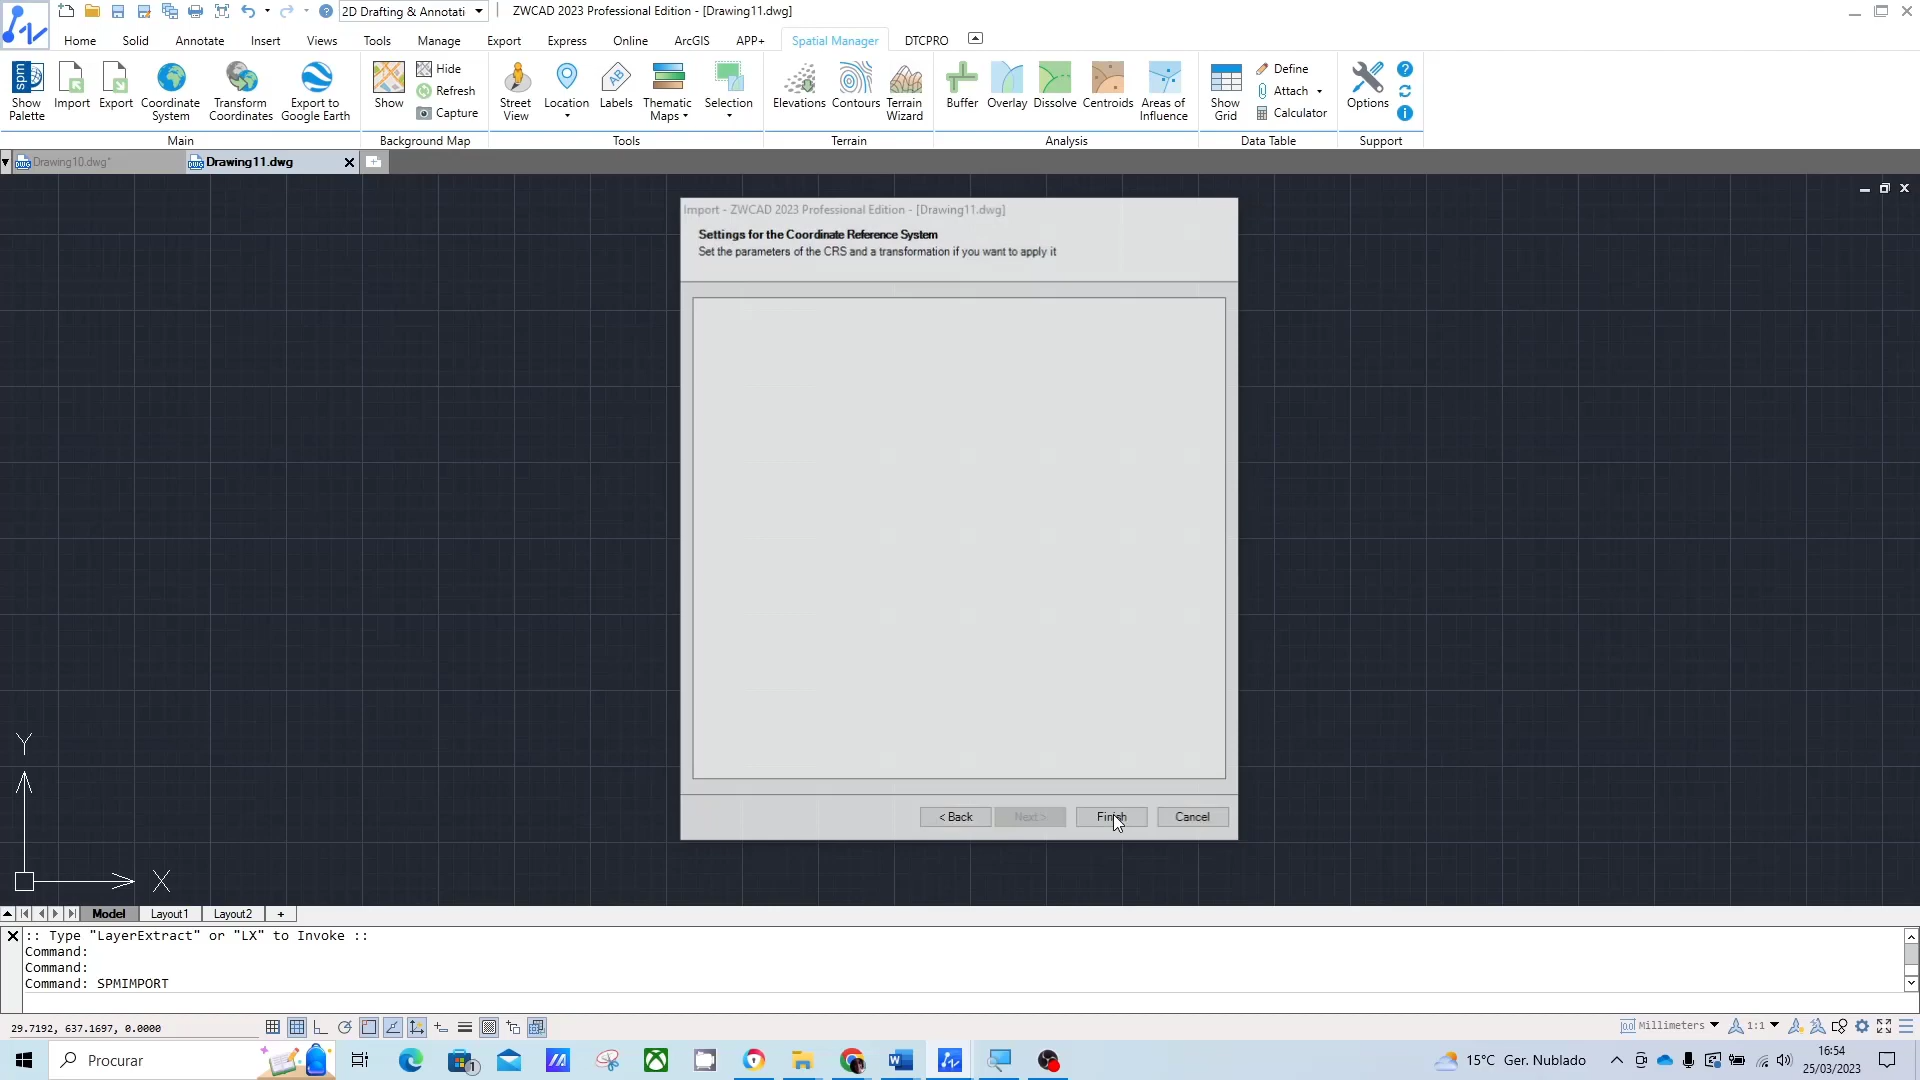 2D Drafting & Annotati
ZWCAD 2023 Professional Edition - [Drawing11.dwg]
Home Solid Annotate Insert Views Tools Manage Export Express Online ArcGIS APP+ Spatial Manager DTCPRO
spm
Show Palette
Import
Export
Coordinate System
Transform Coordinates
Export to Google Earth
Main
Show
Hide
Refresh
Capture
Background Map
Street View
Location
AB
Labels
Thematic Maps
Selection
Tools
Elevations
Contours
Terrain Wizard
Terrain
Buffer
Overlay
Dissolve
Centroids
Areas of Influence
Analysis
Show Grid
Define
Attach
Calculator
Data Table
Options
Support
Drawing10.dwg*
Drawing11.dwg
Import - ZWCAD 2023 Professional Edition - [Drawing11.dwg]
Settings for the Coordinate Reference System
Set the parameters of the CRS and a transformation if you want to apply it
< Back
Next >
Finish
Cancel
Y
X
Model Layout1 Layout2 +
:: Type "LayerExtract" or "LX" to Invoke ::
Command:
Command:
Command: SPMIMPORT
29.7192, 637.1697, 0.0000
Millimeters
1:1
Procurar
1
15°C Ger. Nublado
16:54
25/03/2023